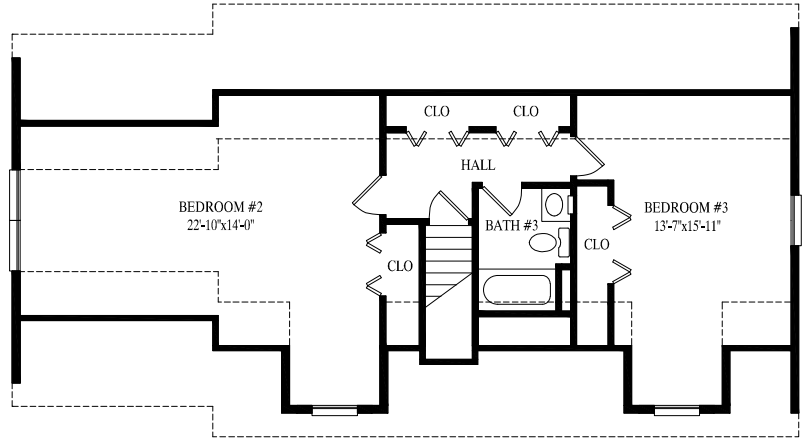 CLO
CLO
HALL
BEDROOM #2
22'-10"x14'-0"
BEDROOM #3
13'-7"x15'-11"
BATH #3
CLO
CLO